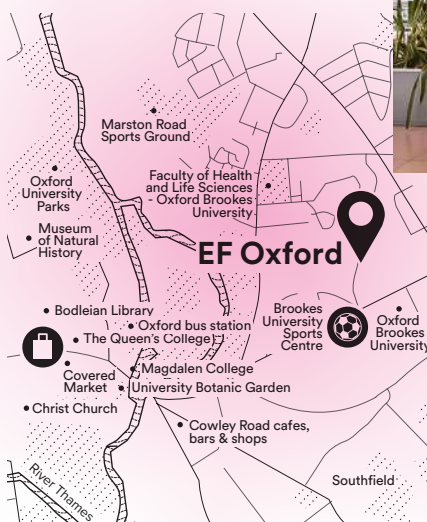 Marston Road
Sports Ground
Oxford
University
Parks
Faculty of Health
and Life Sciences
- Oxford Brookes
University
Museum
of Natural
History
EF Oxford
Bodleian Library
Oxford bus station
The Queen's College)
Brookes
University
Sports
Centre
Oxford
Brookes
University
Covered
Market
Magdalen College
University Botanic Garden
Christ Church
Cowley Road cafes,
bars & shops
River Thames
Southfield